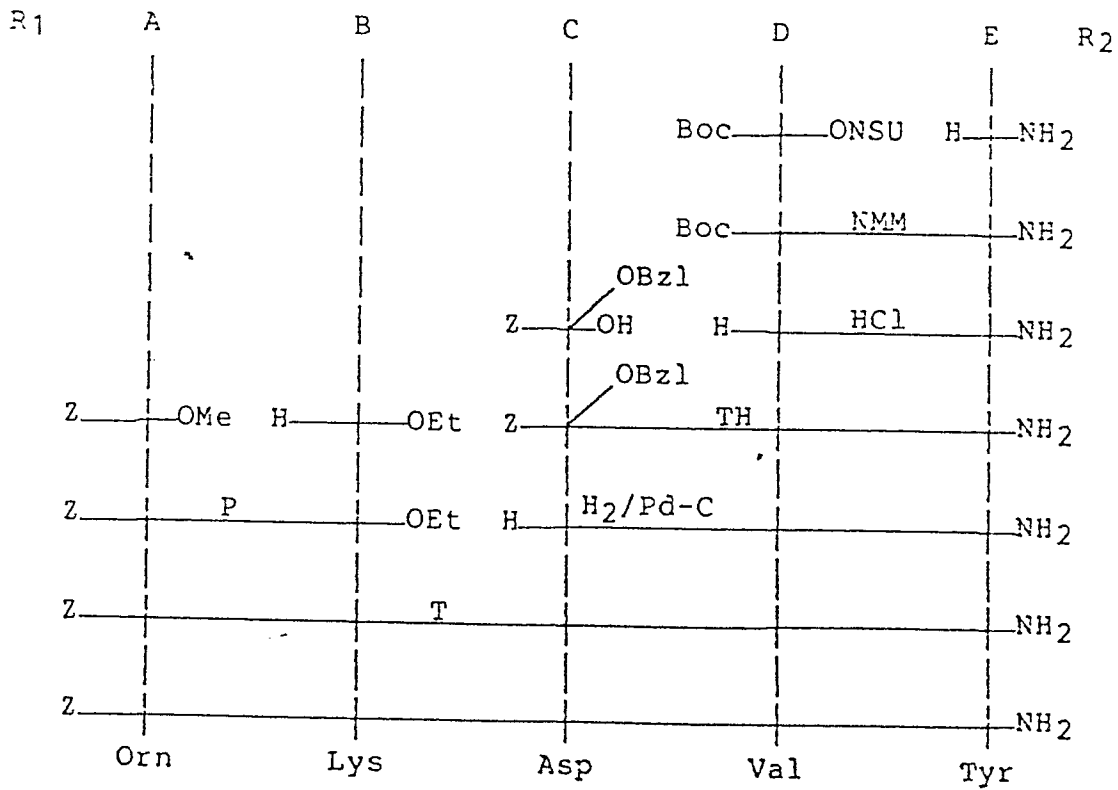 R1 A B C D E R2
Boc ONSU H NH2
Boc NMM NH2
OBzl
Z OH H HCl NH2
OBzl
Z OMe H OEt Z TH NH2
Z P OEt H H2/Pd-C NH2
Z T NH2
Z NH2
Orn Lys Asp Val Tyr